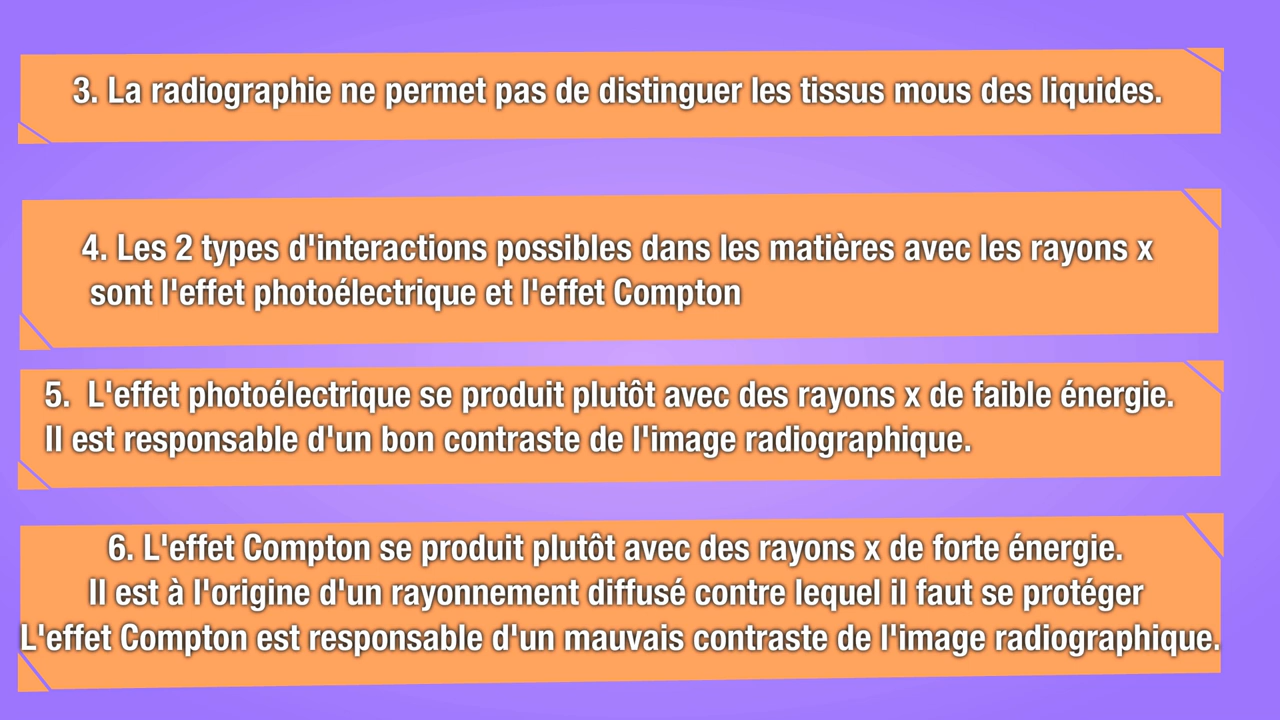 3. La radiographie ne permet pas de distinguer les tissus mous des liquides.
4. Les 2 types d'interactions possibles dans les matières avec les rayons x
sont l'effet photoélectrique et l'effet Compton
5. L'effet photoélectrique se produit plutôt avec des rayons x de faible énergie.
Il est responsable d'un bon contraste de l'image radiographique.
6. L'effet Compton se produit plutôt avec des rayons x de forte énergie.
Il est à l'origine d'un rayonnement diffusé contre lequel il faut se protéger
L'effet Compton est responsable d'un mauvais contraste de l'image radiographique.